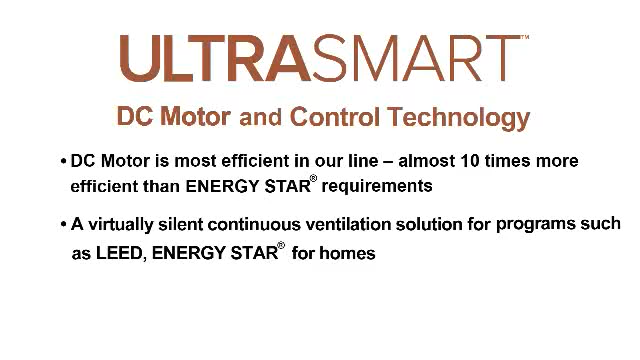 ULTRASMART™
DC Motor and Control Technology
• DC Motor is most efficient in our line – almost 10 times more
efficient than ENERGY STAR® requirements
• A virtually silent continuous ventilation solution for programs such
as LEED, ENERGY STAR® for homes